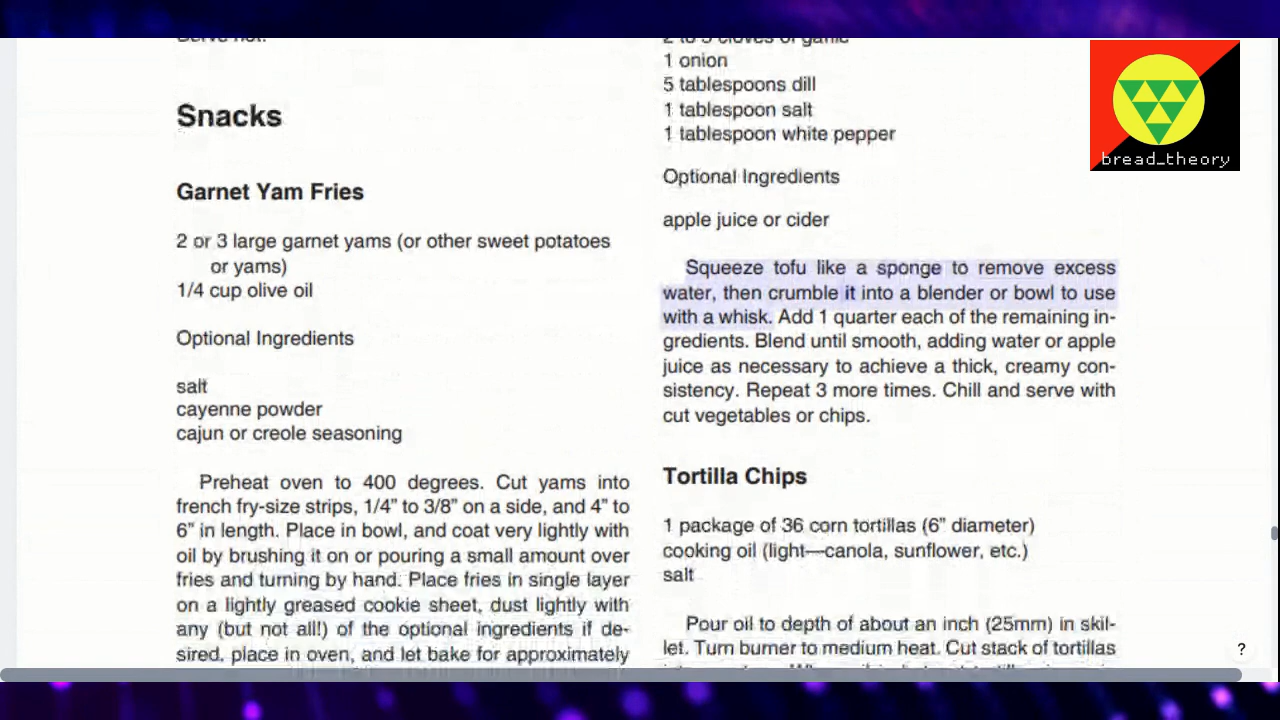 Serve hot.
Snacks
Garnet Yam Fries
2 or 3 large garnet yams (or other sweet potatoes
or yams)
1/4 cup olive oil
Optional Ingredients
salt
cayenne powder
cajun or creole seasoning
Preheat oven to 400 degrees. Cut yams into
french fry-size strips, 1/4” to 3/8” on a side, and 4” to
6” in length. Place in bowl, and coat very lightly with
oil by brushing it on or pouring a small amount over
fries and turning by hand. Place fries in single layer
on a lightly greased cookie sheet, dust lightly with
any (but not all!) of the optional ingredients if de-
sired, place in oven, and let bake for approximately
2 to 3 cloves of garlic
1 onion
5 tablespoons dill
1 tablespoon salt
1 tablespoon white pepper
Optional Ingredients
apple juice or cider
Squeeze tofu like a sponge to remove excess
water, then crumble it into a blender or bowl to use
with a whisk. Add 1 quarter each of the remaining in-
gredients. Blend until smooth, adding water or apple
juice as necessary to achieve a thick, creamy con-
sistency. Repeat 3 more times. Chill and serve with
cut vegetables or chips.
Tortilla Chips
1 package of 36 corn tortillas (6” diameter)
cooking oil (light—canola, sunflower, etc.)
salt
Pour oil to depth of about an inch (25mm) in skil-
let. Turn burner to medium heat. Cut stack of tortillas
bread_theory
?